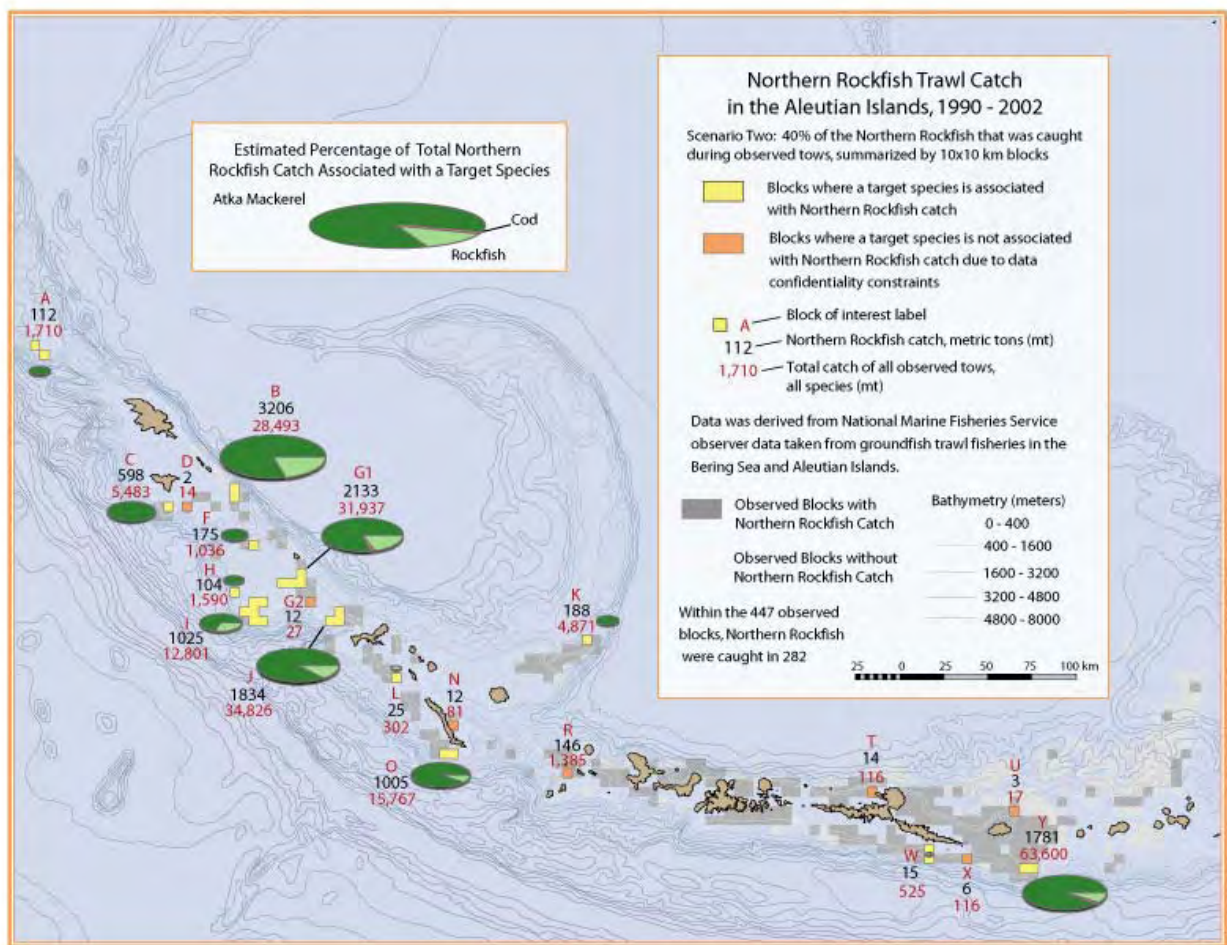 Northern Rockfish Trawl Catch
in the Aleutian Islands, 1990 - 2002
Scenario Two: 40% of the Northern Rockfish that was caught
during observed tows, summarized by 10x10 km blocks
Blocks where a target species is associated
with Northern Rockfish catch
Blocks where a target species is not associated
with Northern Rockfish catch due to data
confidentiality constraints
A
Block of interest label
112
Northern Rockfish catch, metric tons (mt)
1,710
Total catch of all observed tows,
all species (mt)
Data was derived from National Marine Fisheries Service
observer data taken from groundfish trawl fisheries in the
Bering Sea and Aleutian Islands.
Observed Blocks with
Northern Rockfish Catch
Observed Blocks without
Northern Rockfish Catch
Within the 447 observed
blocks, Northern Rockfish
were caught in 282
Bathymetry (meters)
0 - 400
400 - 1600
1600 - 3200
3200 - 4800
4800 - 8000
25 0 25 50 75 100 km
Estimated Percentage of Total Northern
Rockfish Catch Associated with a Target Species
Atka Mackerel
Cod
Rockfish
A
112
1,710
B
3206
28,493
C
598
5,483
D
2
14
G1
2133
31,937
F
175
1,036
H
104
1,590
G2
12
27
I
1025
12,801
J
1834
34,826
K
188
4,871
L
25
302
N
12
81
O
1005
15,767
R
146
1,385
T
14
116
U
3
17
Y
1781
63,600
W
15
525
X
6
116